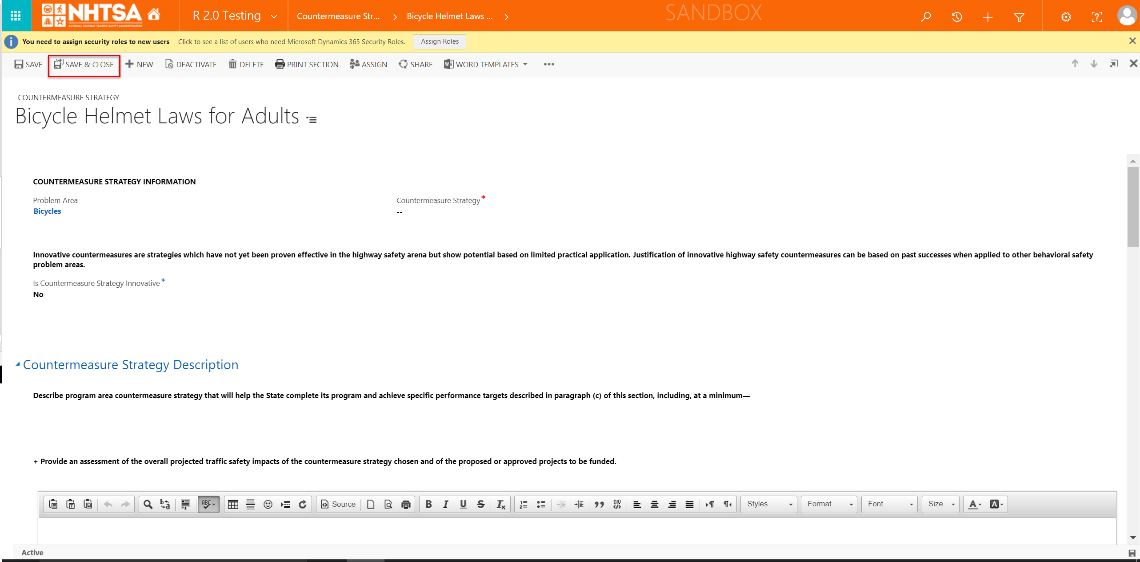 NHTSA
R 2.0 Testing
Countermeasure Str...
Bicycle Helmet Laws ...
SANDBOX
You need to assign security roles to new users Click to see a list of users who need Microsoft Dynamics 365 Security Roles. Assign Roles
SAVE SAVE & CLOSE NEW DEACTIVATE DELETE PRINT SECTION ASSIGN SHARE WORD TEMPLATES
COUNTERMEASURE STRATEGY
Bicycle Helmet Laws for Adults
COUNTERMEASURE STRATEGY INFORMATION
Problem Area Countermeasure Strategy *
Bicycles --
Innovative countermeasures are strategies which have not yet been proven effective in the highway safety arena but show potential based on limited practical application. Justification of innovative highway safety countermeasures can be based on past successes when applied to other behavioral safety
problem areas.
Is Countermeasure Strategy Innovative *
No
Countermeasure Strategy Description
Describe program area countermeasure strategy that will help the State complete its program and achieve specific performance targets described in paragraph (c) of this section, including, at a minimum—
+ Provide an assessment of the overall projected traffic safety impacts of the countermeasure strategy chosen and of the proposed or approved projects to be funded.
Source B I U S Styles Format Font Size A A
Active